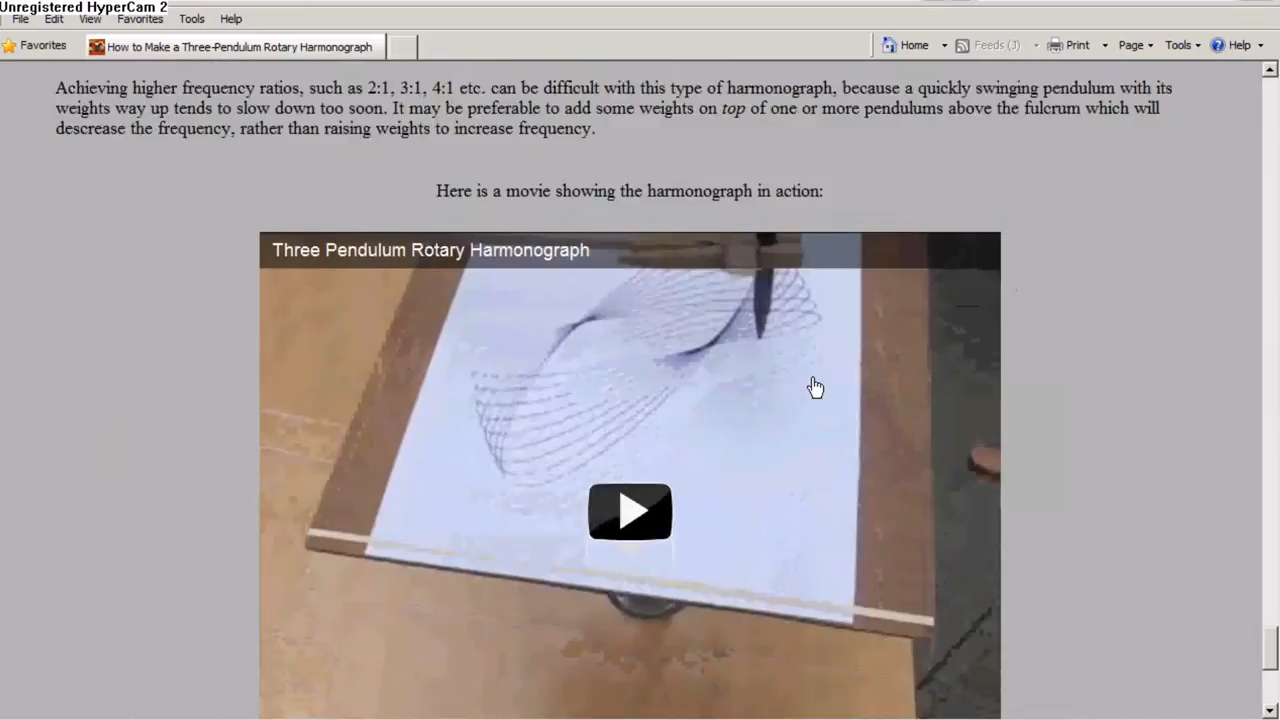 Unregistered HyperCam 2
File Edit View Favorites Tools Help
Favorites How to Make a Three-Pendulum Rotary Harmonograph Home Feeds (J) Print Page Tools Help
Achieving higher frequency ratios, such as 2:1, 3:1, 4:1 etc. can be difficult with this type of harmonograph, because a quickly swinging pendulum with its
weights way up tends to slow down too soon. It may be preferable to add some weights on top of one or more pendulums above the fulcrum which will
descrease the frequency, rather than raising weights to increase frequency.
Here is a movie showing the harmonograph in action:
Three Pendulum Rotary Harmonograph